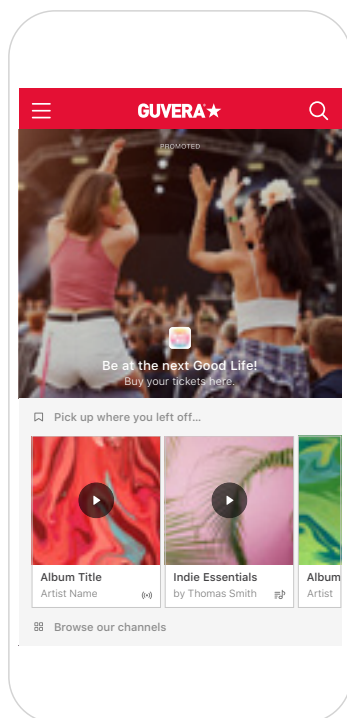 GUVERA
PROMOTED
Be at the next Good Life!
Buy your tickets here.
Pick up where you left off...
Album Title
Artist Name
Indie Essentials
by Thomas Smith
Album
Artist
Browse our channels